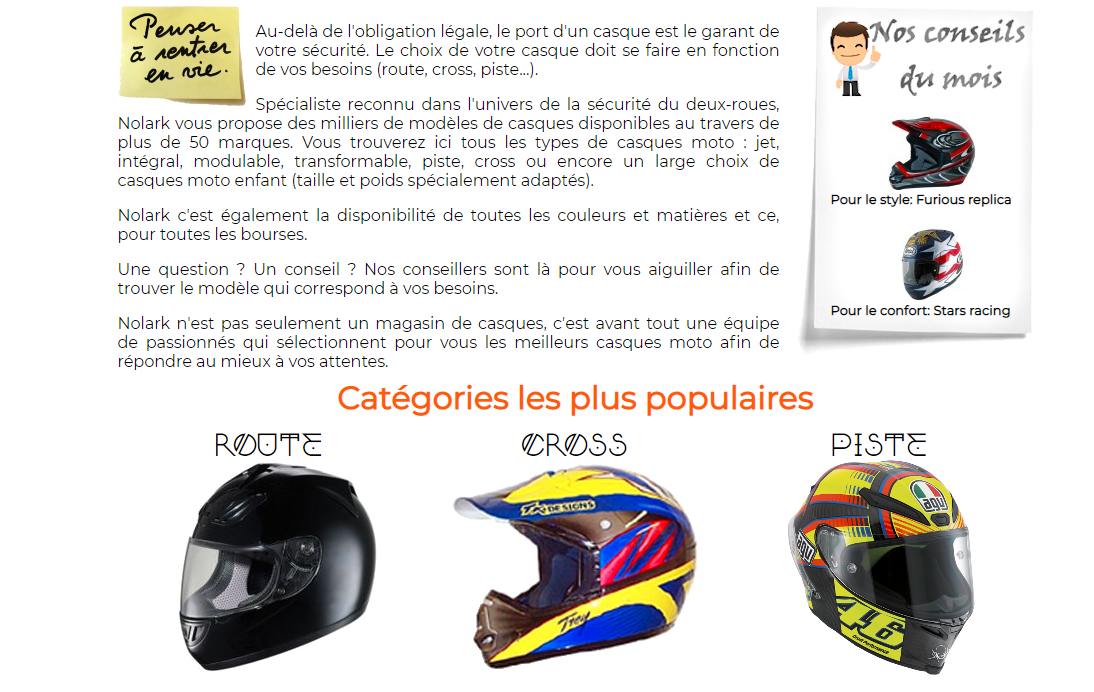 Penser
à rentrer
en vie.
Au-delà de l'obligation légale, le port d'un casque est le garant de
votre sécurité. Le choix de votre casque doit se faire en fonction
de vos besoins (route, cross, piste...).
Spécialiste reconnu dans l'univers de la sécurité du deux-roues,
Nolark vous propose des milliers de modèles de casques disponibles au travers de
plus de 50 marques. Vous trouverez ici tous les types de casques moto : jet,
intégral, modulable, transformable, piste, cross ou encore un large choix de
casques moto enfant (taille et poids spécialement adaptés).
Nolark c'est également la disponibilité de toutes les couleurs et matières et ce,
pour toutes les bourses.
Une question ? Un conseil ? Nos conseillers sont là pour vous aiguiller afin de
trouver le modèle qui correspond à vos besoins.
Nolark n'est pas seulement un magasin de casques, c'est avant tout une équipe
de passionnés qui sélectionnent pour vous les meilleurs casques moto afin de
répondre au mieux à vos attentes.
Nos conseils
du mois
Pour le style: Furious replica
Pour le confort: Stars racing
Catégories les plus populaires
ROUTE
CROSS
PISTE
DESIGNS
Troy
agv
agv
46